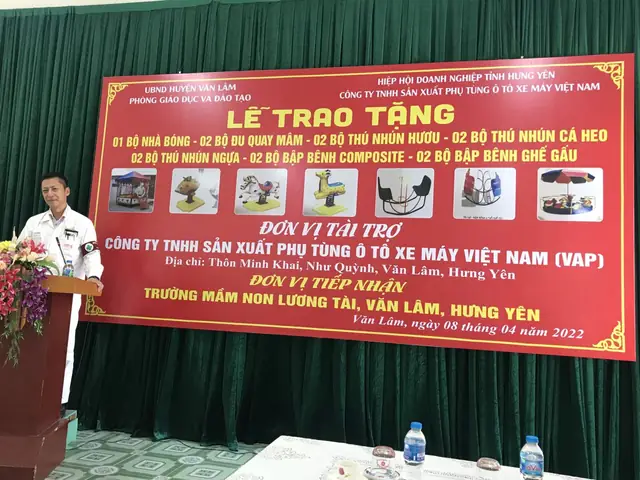 UBND HUYỆN VĂN LÂM
PHÒNG GIÁO DỤC VÀ ĐÀO TẠO
HIỆP HỘI DOANH NGHIỆP TỈNH HƯNG YÊN
CÔNG TY TNHH SẢN XUẤT PHỤ TÙNG Ô TÔ XE MÁY VIỆT NAM
LỄ TRAO TẶNG
01 BỘ NHÀ BÓNG - 02 BỘ ĐU QUAY MÂM - 02 BỘ THÚ NHÚN HƯƠU - 02 BỘ THÚ NHÚN CÁ HEO
02 BỘ THÚ NHÚN NGỰA - 02 BỘ BẬP BÊNH COMPOSITE - 02 BỘ BẬP BÊNH GHẾ GẤU
ĐƠN VỊ TÀI TRỢ
CÔNG TY TNHH SẢN XUẤT PHỤ TÙNG Ô TÔ XE MÁY VIỆT NAM (VAP)
Địa chỉ: Thôn Minh Khai, Như Quỳnh, Văn Lâm, Hưng Yên
ĐƠN VỊ TIẾP NHẬN
TRƯỜNG MẦM NON LƯƠNG TÀI, VĂN LÂM, HƯNG YÊN
Văn Lâm, ngày 08 tháng 04 năm 2022